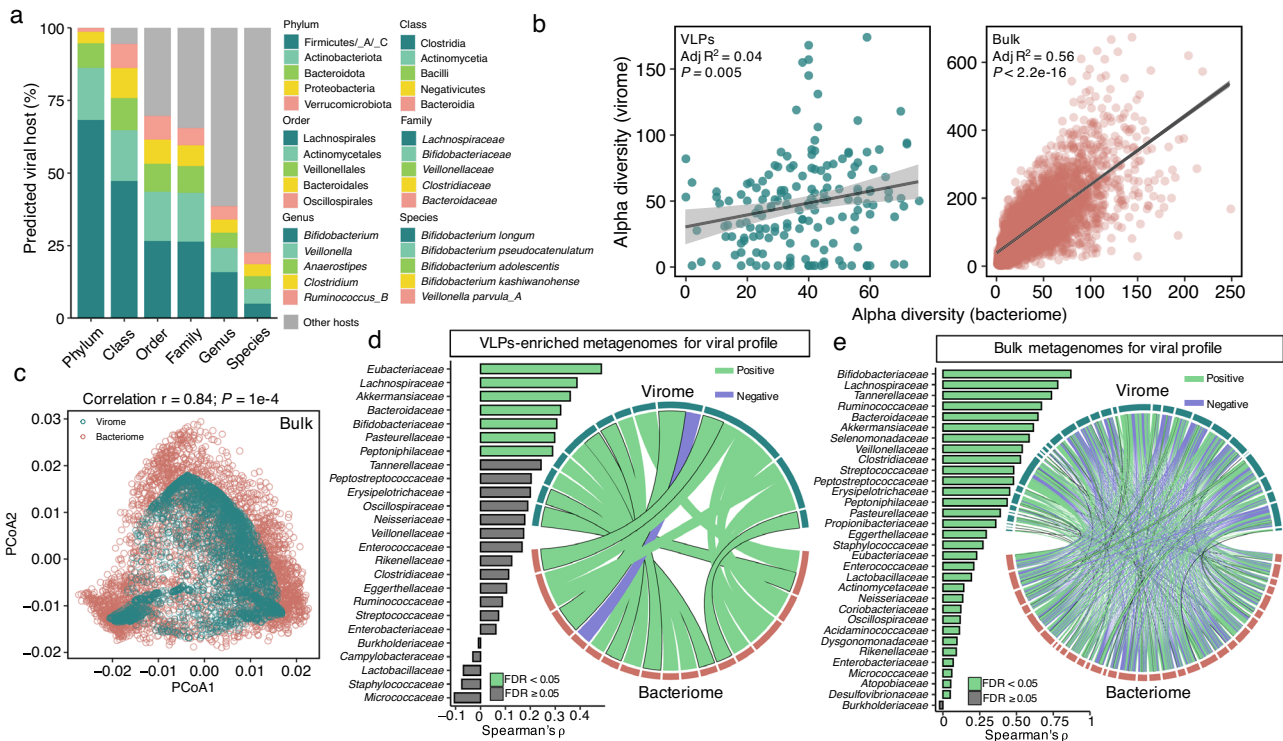 a
Predicted viral host (%)
100
75
50
25
0
Phylum
Class
Order
Family
Genus
Species
Phylum
Firmicutes/_A/_C
Actinobacteriota
Bacteroidota
Proteobacteria
Verrucomicrobiota
Class
Clostridia
Actinomycetia
Bacilli
Negativicutes
Bacteroidia
Order
Lachnospirales
Actinomycetales
Veillonellales
Bacteroidales
Oscillospirales
Family
Lachnospiraceae
Bifidobacteriaceae
Veillonellaceae
Clostridiaceae
Bacteroidaceae
Genus
Bifidobacterium
Veillonella
Anaerostipes
Clostridium
Ruminococcus_B
Species
Bifidobacterium longum
Bifidobacterium pseudocatenulatum
Bifidobacterium adolescentis
Bifidobacterium kashiwanohense
Veillonella parvula_A
Other hosts
b
Alpha diversity (virome)
VLPs
Adj R² = 0.04
P = 0.005
150
100
50
0
0 20 40 60
Bulk
Adj R² = 0.56
P < 2.2e-16
600
400
200
0
0 50 100 150 200 250
Alpha diversity (bacteriome)
c
Correlation r = 0.84; P = 1e-4
Virome
Bacteriome
Bulk
PCoA2
0.03
0.02
0.01
0.00
−0.01
−0.02
−0.02 −0.01 0.00 0.01 0.02
PCoA1
d
VLPs-enriched metagenomes for viral profile
Eubacteriaceae
Lachnospiraceae
Akkermansiaceae
Bacteroidaceae
Bifidobacteriaceae
Pasteurellaceae
Peptoniphilaceae
Tannerellaceae
Peptostreptococcaceae
Erysipelotrichaceae
Oscillospiraceae
Neisseriaceae
Veillonellaceae
Enterococcaceae
Rikenellaceae
Clostridiaceae
Eggerthellaceae
Ruminococcaceae
Streptococcaceae
Enterobacteriaceae
Burkholderiaceae
Campylobacteraceae
Lactobacillaceae
Staphylococcaceae
Micrococcaceae
−0.1 0 0.1 0.2 0.3 0.4
Spearman's ρ
FDR < 0.05
FDR ≥ 0.05
Positive
Negative
Virome
Bacteriome
e
Bulk metagenomes for viral profile
Bifidobacteriaceae
Lachnospiraceae
Tannerellaceae
Ruminococcaceae
Bacteroidaceae
Akkermansiaceae
Selenomonadaceae
Veillonellaceae
Clostridiaceae
Streptococcaceae
Peptostreptococcaceae
Erysipelotrichaceae
Peptoniphilaceae
Pasteurellaceae
Propionibacteriaceae
Eggerthellaceae
Staphylococcaceae
Eubacteriaceae
Enterococcaceae
Lactobacillaceae
Actinomycetaceae
Neisseriaceae
Coriobacteriaceae
Oscillospiraceae
Acidaminococcaceae
Dysgonomonadaceae
Rikenellaceae
Enterobacteriaceae
Micrococcaceae
Atopobiaceae
Desulfovibrionaceae
Burkholderiaceae
0 0.25 0.50 0.75 1
Spearman's ρ
FDR < 0.05
FDR ≥ 0.05
Positive
Negative
Virome
Bacteriome